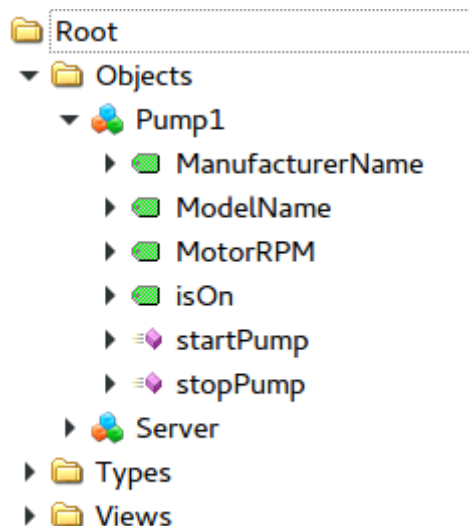 Root
Objects
Pump1
ManufacturerName
ModelName
MotorRPM
isOn
startPump
stopPump
Server
Types
Views